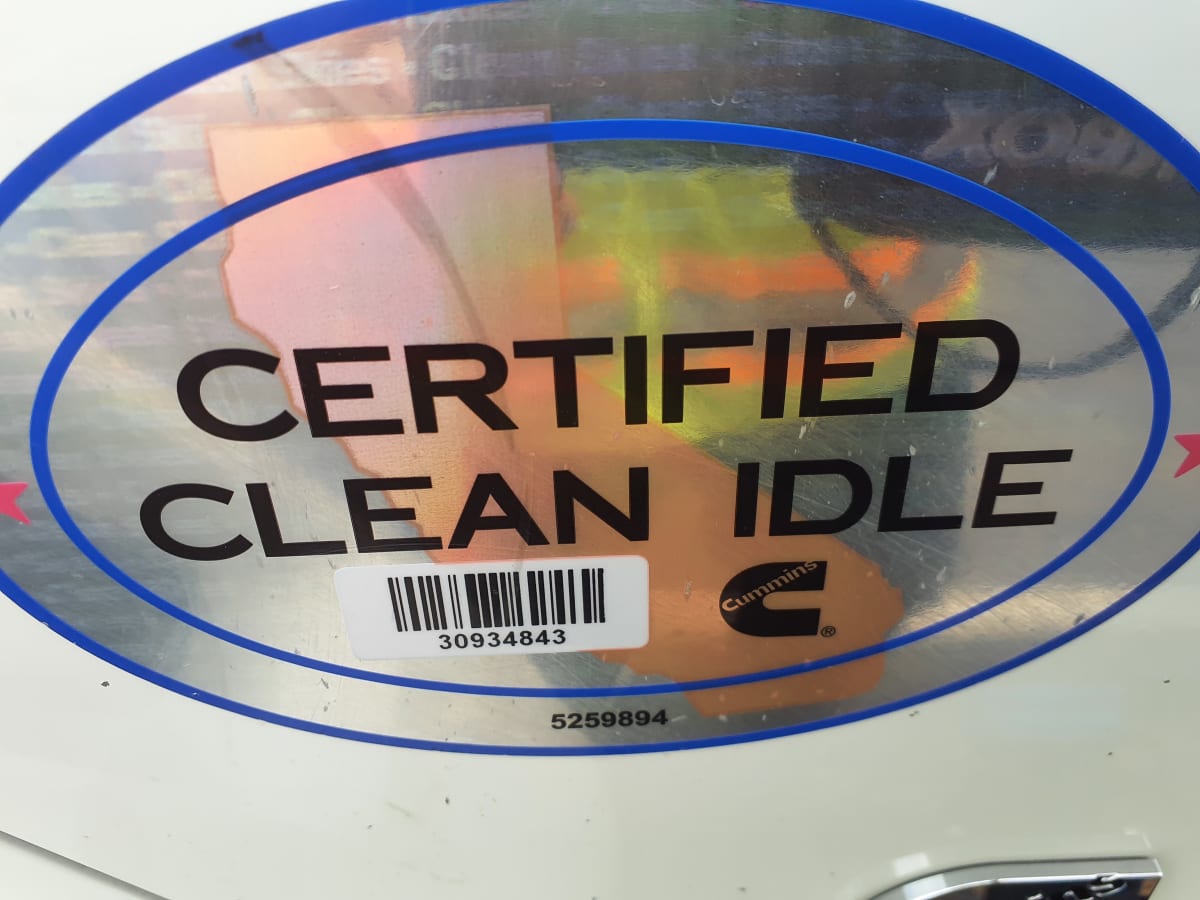 CERTIFIED
CLEAN IDLE
30934843
Cummins
®
5259894